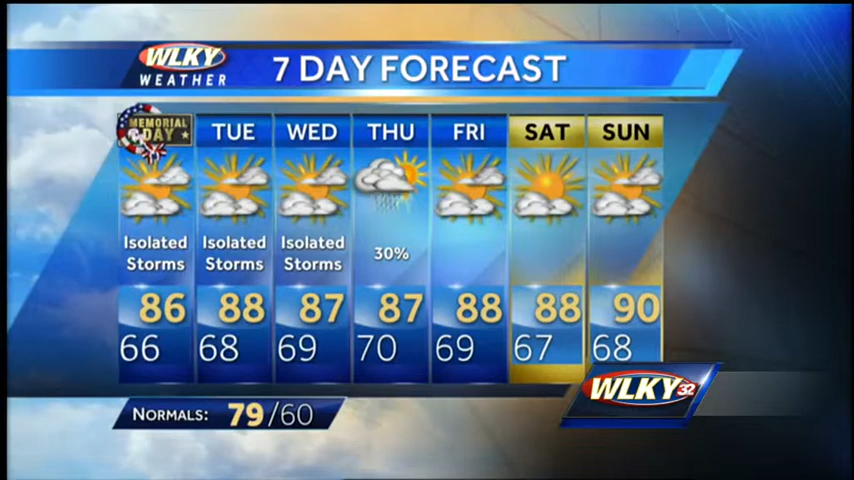 WLKY
WEATHER
7 DAY FORECAST
MEMORIAL
DAY
TUE WED THU FRI SAT SUN
Isolated Storms Isolated Storms Isolated Storms 30%
86 88 87 87 88 88 90
66 68 69 70 69 67 68
NORMALS: 79/60
WLKY 32